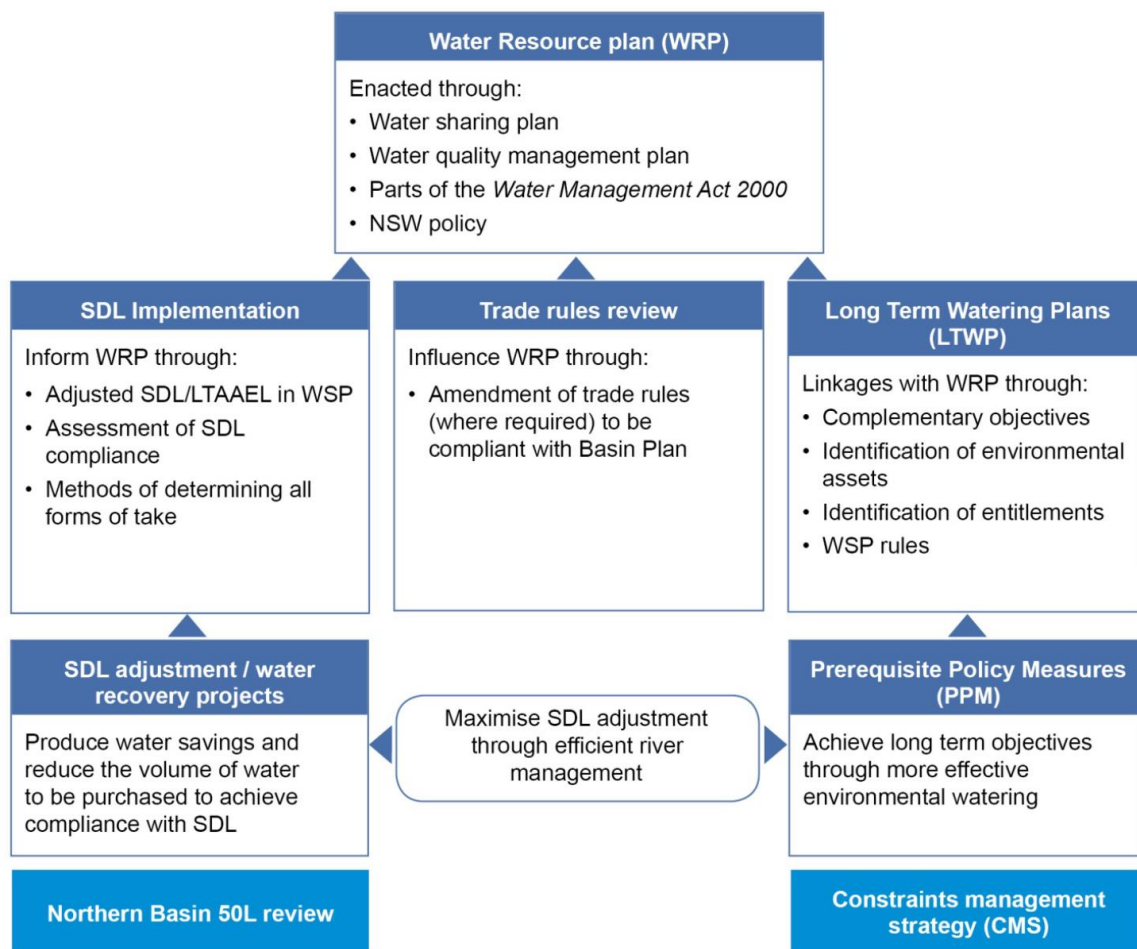 Water Resource plan (WRP)
Enacted through:
• Water sharing plan
• Water quality management plan
• Parts of the Water Management Act 2000
• NSW policy
SDL Implementation
Inform WRP through:
• Adjusted SDL/LTAAEL in WSP
• Assessment of SDL
compliance
• Methods of determining all
forms of take
Trade rules review
Influence WRP through:
• Amendment of trade rules
(where required) to be
compliant with Basin Plan
Long Term Watering Plans
(LTWP)
Linkages with WRP through:
• Complementary objectives
• Identification of environmental
assets
• Identification of entitlements
• WSP rules
SDL adjustment / water
recovery projects
Produce water savings and
reduce the volume of water
to be purchased to achieve
compliance with SDL
Maximise SDL adjustment
through efficient river
management
Prerequisite Policy Measures
(PPM)
Achieve long term objectives
through more effective
environmental watering
Northern Basin 50L review
Constraints management
strategy (CMS)